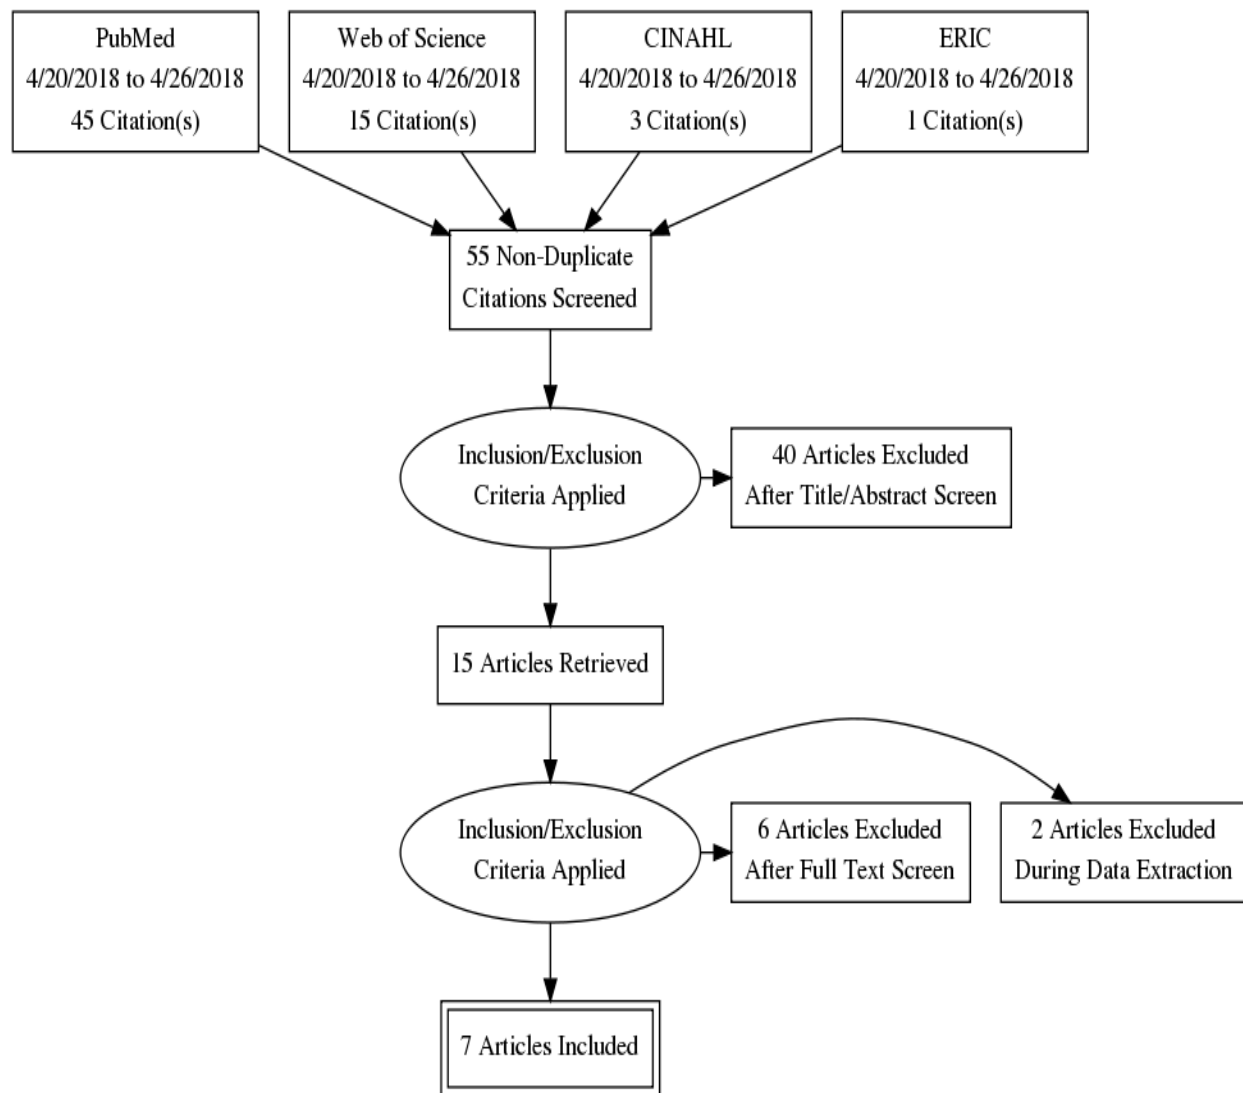 PubMed
4/20/2018 to 4/26/2018
45 Citation(s)
Web of Science
4/20/2018 to 4/26/2018
15 Citation(s)
CINAHL
4/20/2018 to 4/26/2018
3 Citation(s)
ERIC
4/20/2018 to 4/26/2018
1 Citation(s)
55 Non-Duplicate
Citations Screened
Inclusion/Exclusion
Criteria Applied
40 Articles Excluded
After Title/Abstract Screen
15 Articles Retrieved
Inclusion/Exclusion
Criteria Applied
6 Articles Excluded
After Full Text Screen
2 Articles Excluded
During Data Extraction
7 Articles Included